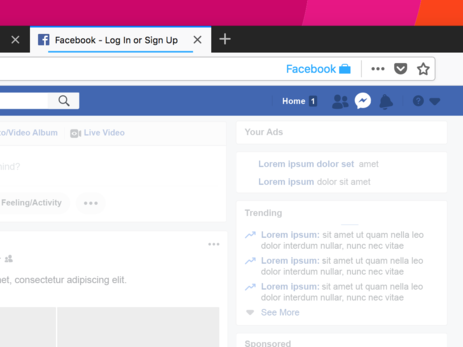 Facebook - Log In or Sign Up
Facebook
Home 1
to/Video Album Live Video
Your Ads
mind?
Lorem ipsum dolor set amet
Lorem ipsum dolor sit amet
Feeling/Activity
Trending
Lorem ipsum: sit amet ut quam nella leo
dolor interdum nullar, nunc nec vitae
Lorem ipsum: sit amet ut quam nella leo
dolor interdum nullar, nunc nec vitae
Lorem ipsum: sit amet ut quam nella leo
dolor interdum nullar, nunc nec vitae
See More
met, consectetur adipiscing elit.
Sponsored